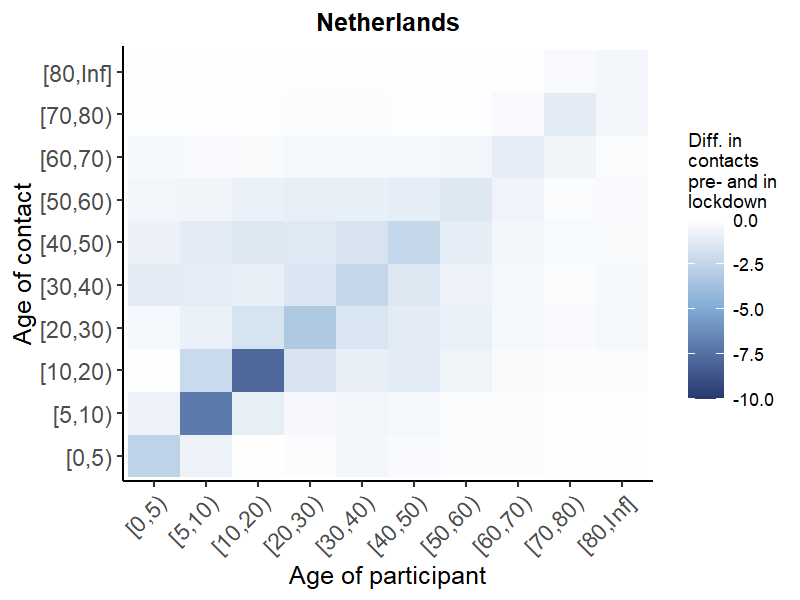 Netherlands
Age of contact
[80,Inf]
[70,80)
[60,70)
[50,60)
[40,50)
[30,40)
[20,30)
[10,20)
[5,10)
[0,5)
[0,5)
[5,10)
[10,20)
[20,30)
[30,40)
[40,50)
[50,60)
[60,70)
[70,80)
[80,Inf]
Age of participant
Diff. in
contacts
pre- and in
lockdown
0.0
-2.5
-5.0
-7.5
-10.0